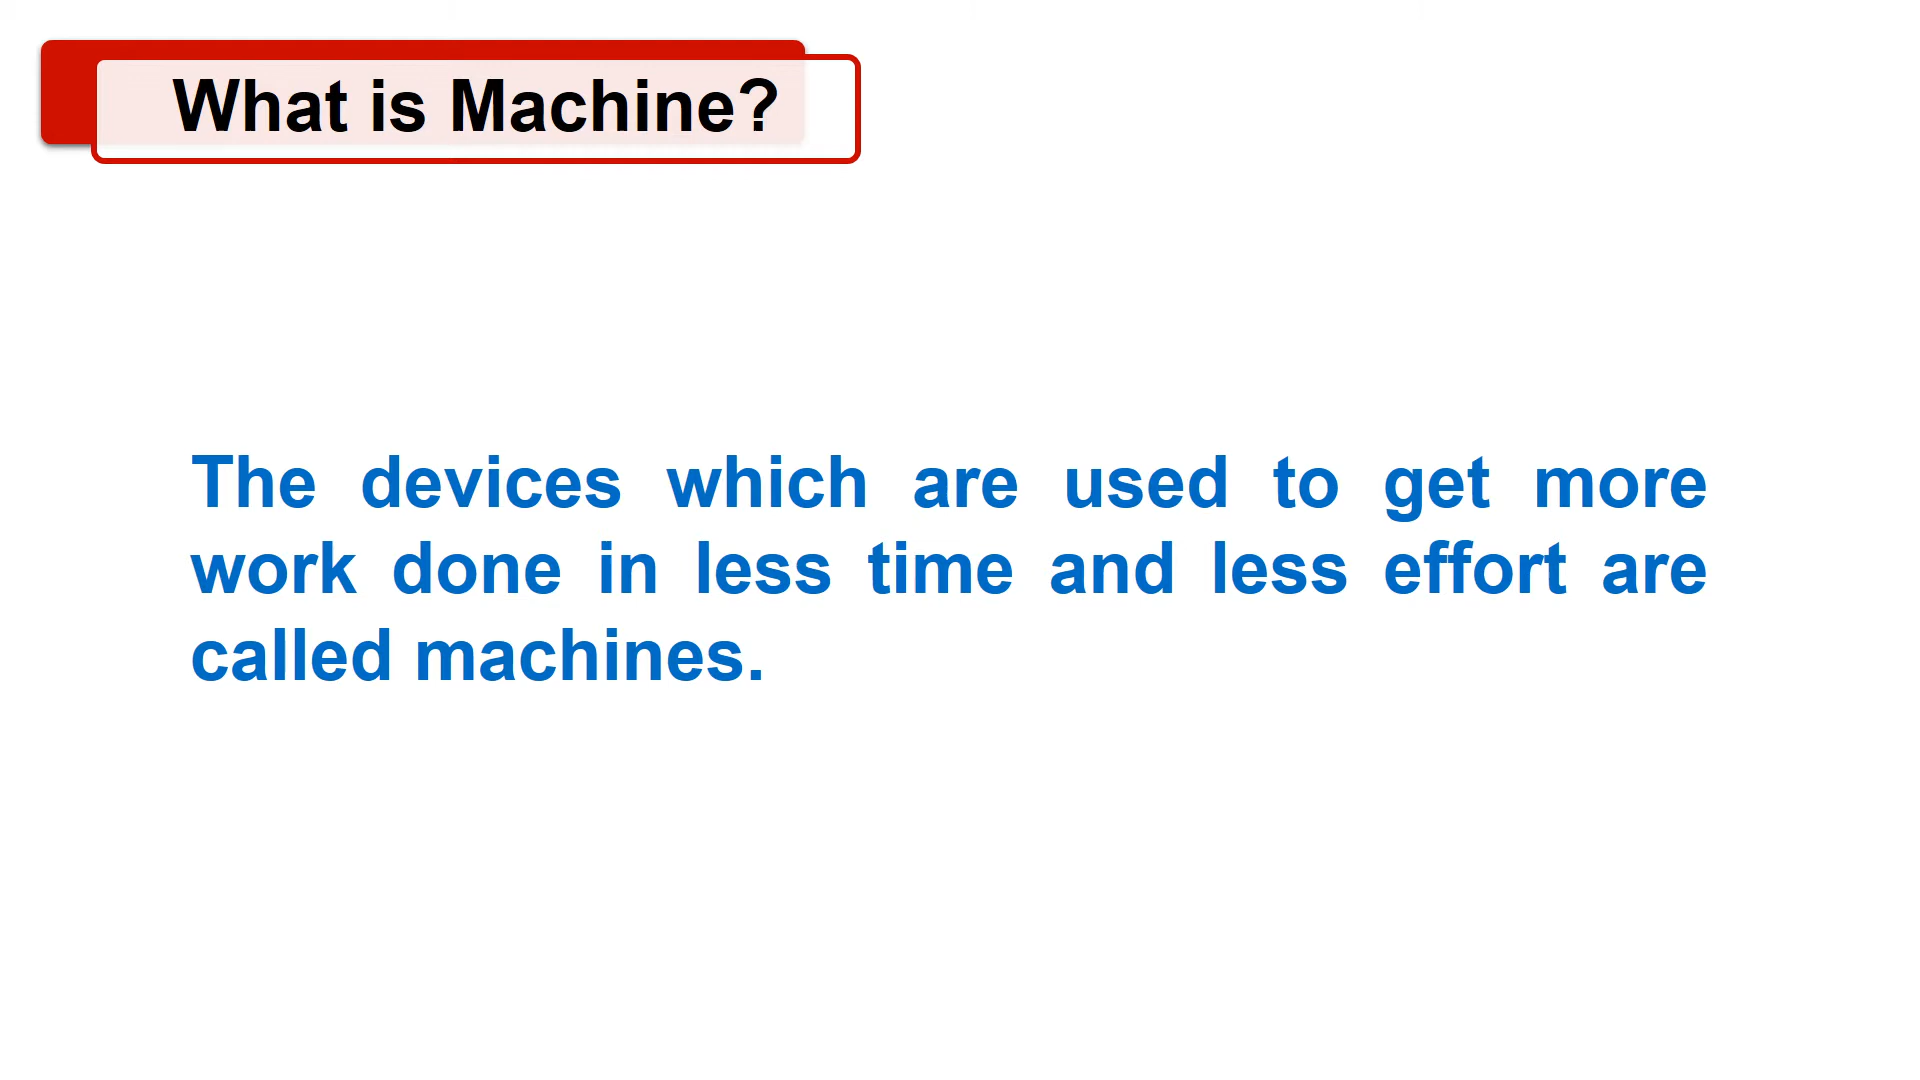 What is Machine?
The devices which are used to get more
work done in less time and less effort are
called machines.